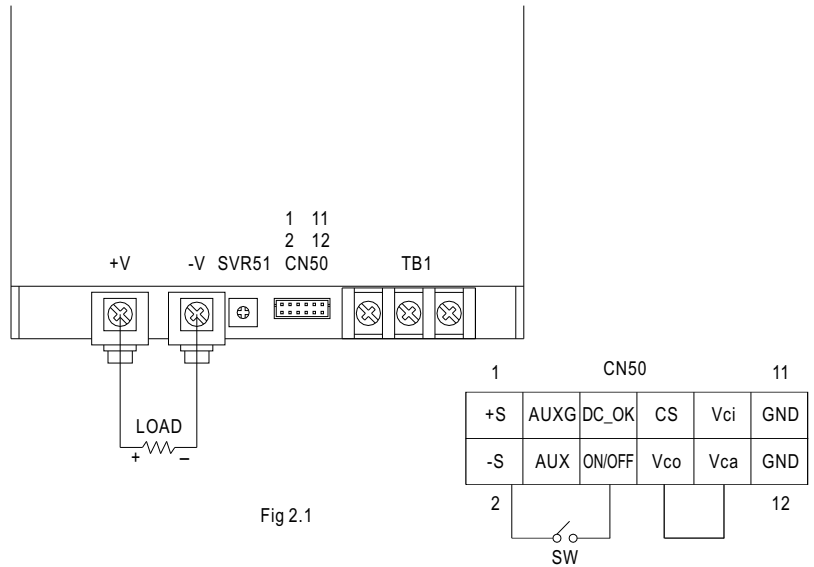 1 11
2 12
+V -V SVR51 CN50 TB1
LOAD
+ –
Fig 2.1
CN50
1 11
+S AUXG DC_OK CS Vci GND
-S AUX ON/OFF Vco Vca GND
2 12
SW